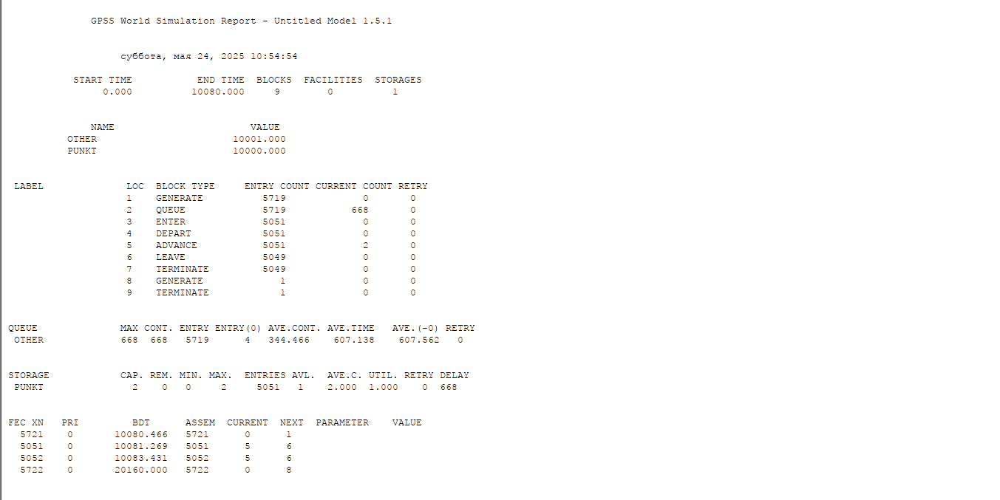 GPSS World Simulation Report - Untitled Model 1.5.1
суббота, мая 24, 2025 10:54:54
START TIME END TIME BLOCKS FACILITIES STORAGES
0.000 10080.000 9 0 1
NAME VALUE
OTHER 10001.000
PUNKT 10000.000
LABEL LOC BLOCK TYPE ENTRY COUNT CURRENT COUNT RETRY
1 GENERATE 5719 0 0
2 QUEUE 5719 668 0
3 ENTER 5051 0 0
4 DEPART 5051 0 0
5 ADVANCE 5051 2 0
6 LEAVE 5049 0 0
7 TERMINATE 5049 0 0
8 GENERATE 1 0 0
9 TERMINATE 1 0 0
QUEUE MAX CONT. ENTRY ENTRY(0) AVE.CONT. AVE.TIME AVE.(-0) RETRY
OTHER 668 668 5719 4 344.466 607.138 607.562 0
STORAGE CAP. REM. MIN. MAX. ENTRIES AVL. AVE.C. UTIL. RETRY DELAY
PUNKT 2 0 0 2 5051 1 2.000 1.000 0 668
FEC XN PRI BDT ASSEM CURRENT NEXT PARAMETER VALUE
5721 0 10080.466 5721 0 1
5051 0 10081.269 5051 5 6
5052 0 10083.431 5052 5 6
5722 0 20160.000 5722 0 8